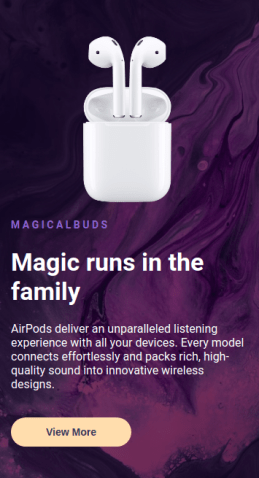 MAGICALBUDS
Magic runs in the
family
AirPods deliver an unparalleled listening
experience with all your devices. Every model
connects effortlessly and packs rich, high-
quality sound into innovative wireless
designs.
View More